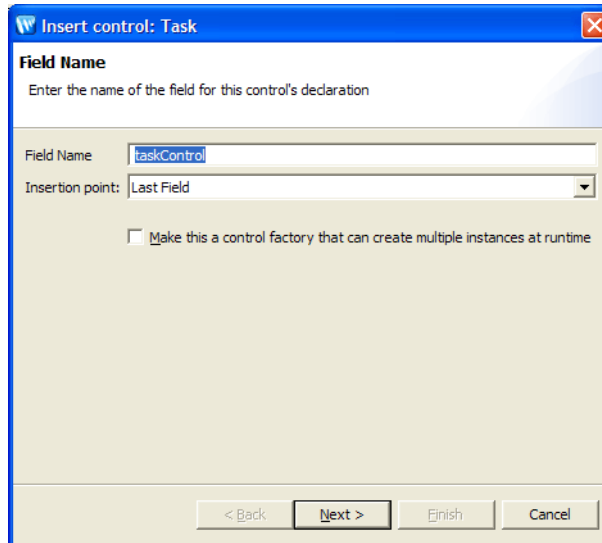 Insert control: Task
Field Name
Enter the name of the field for this control's declaration
Field Name taskControl
Insertion point: Last Field
Make this a control factory that can create multiple instances at runtime
< Back Next > Finish Cancel